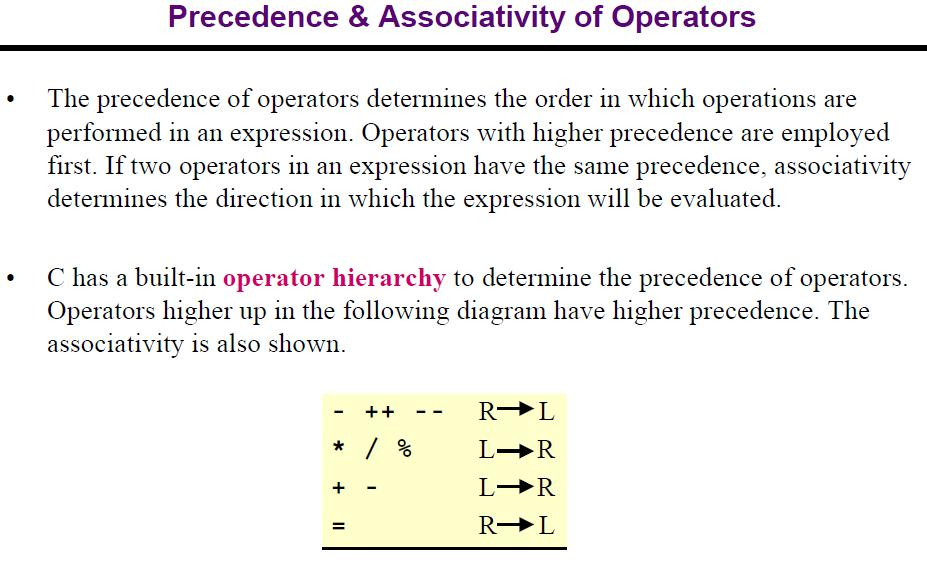 Precedence & Associativity of Operators
• The precedence of operators determines the order in which operations are
performed in an expression. Operators with higher precedence are employed
first. If two operators in an expression have the same precedence, associativity
determines the direction in which the expression will be evaluated.
• C has a built-in operator hierarchy to determine the precedence of operators.
Operators higher up in the following diagram have higher precedence. The
associativity is also shown.
- ++ -- R→L
* / % L→R
+ - L→R
= R→L